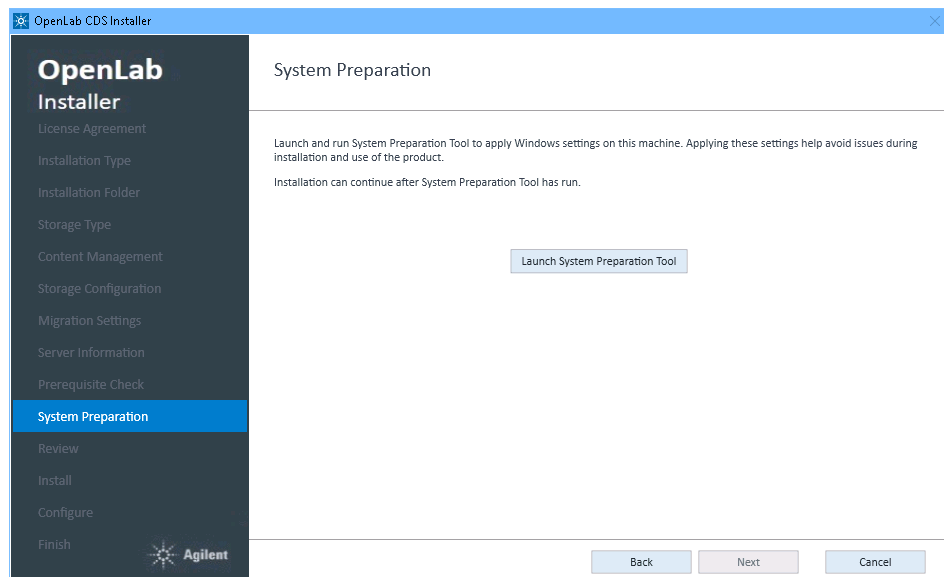 OpenLab CDS Installer
OpenLab
Installer
License Agreement
Installation Type
Installation Folder
Storage Type
Content Management
Storage Configuration
Migration Settings
Server Information
Prerequisite Check
System Preparation
Review
Install
Configure
Finish
Agilent
System Preparation
Launch and run System Preparation Tool to apply Windows settings on this machine. Applying these settings help avoid issues during
installation and use of the product.
Installation can continue after System Preparation Tool has run.
Launch System Preparation Tool
Back
Next
Cancel